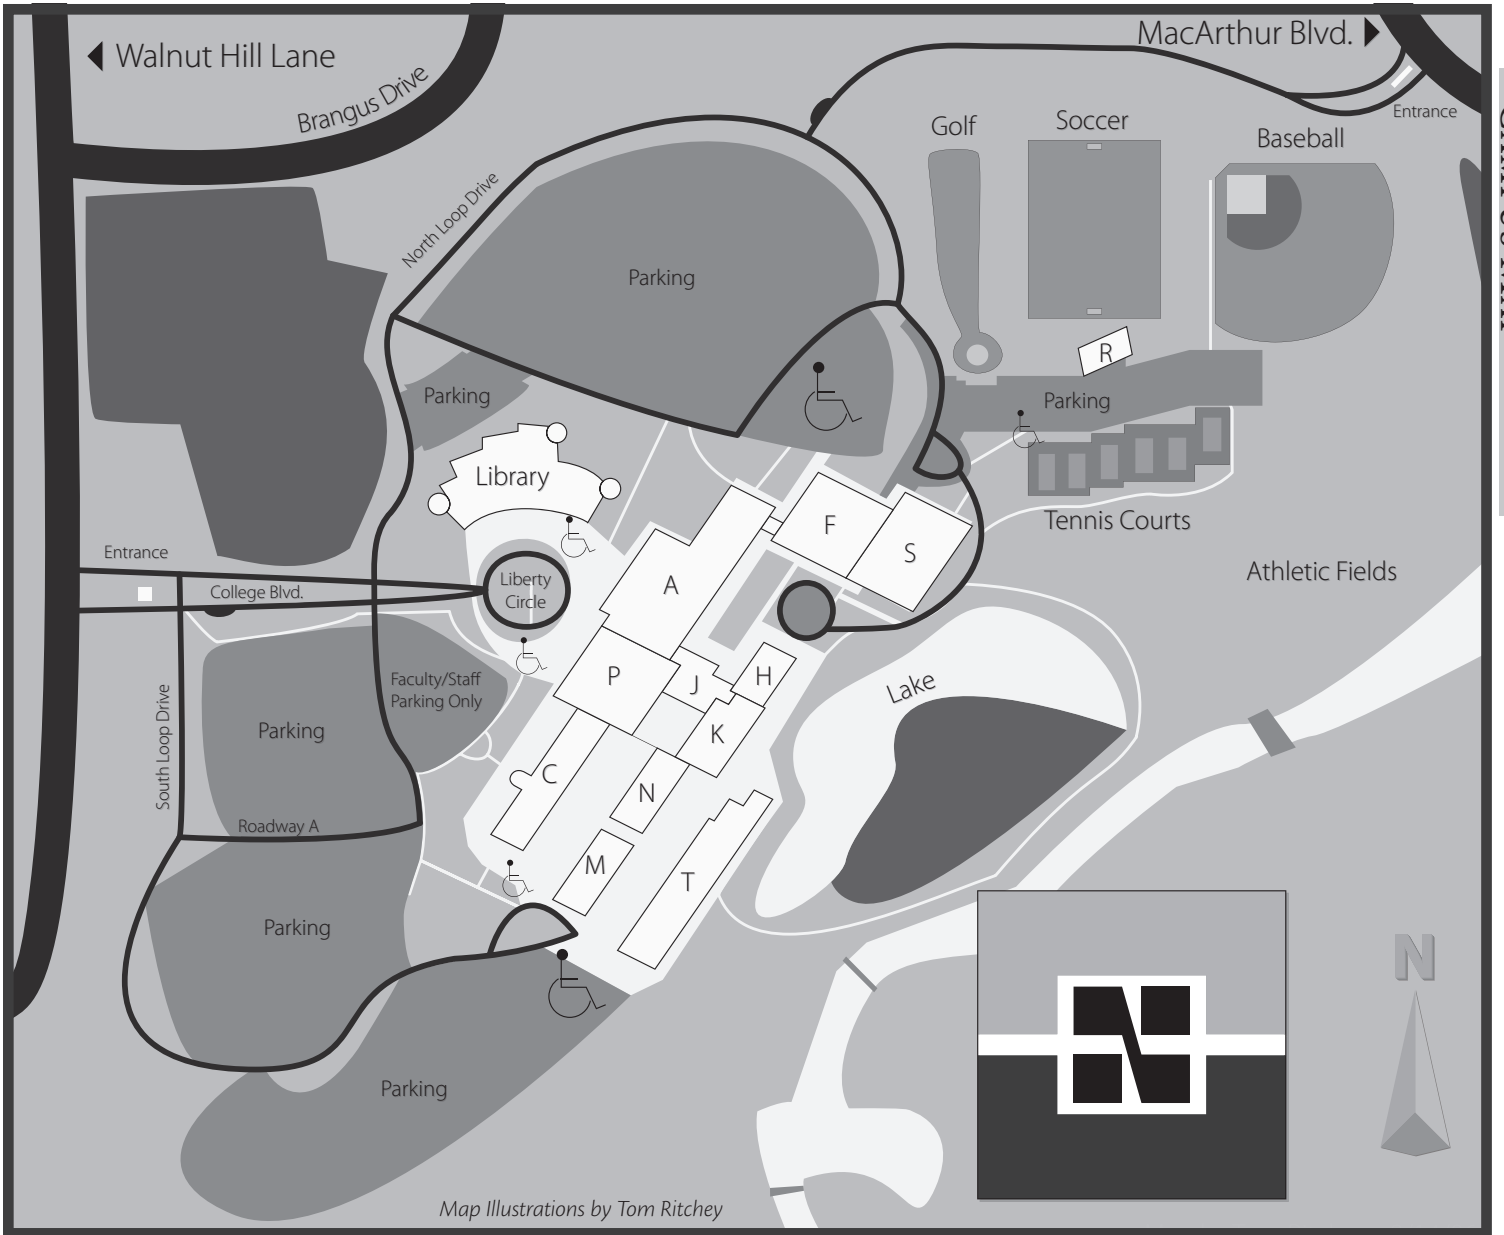 Walnut Hill Lane
MacArthur Blvd.
Brangus Drive
Entrance
Golf
Soccer
Baseball
North Loop Drive
Parking
R
Parking
Parking
Library
Tennis Courts
F
S
A
Entrance
College Blvd.
Liberty
Circle
Athletic Fields
P
J
H
K
Lake
Faculty/Staff
Parking Only
South Loop Drive
Parking
C
N
Roadway A
M
T
Parking
N
Parking
Map Illustrations by Tom Ritchey